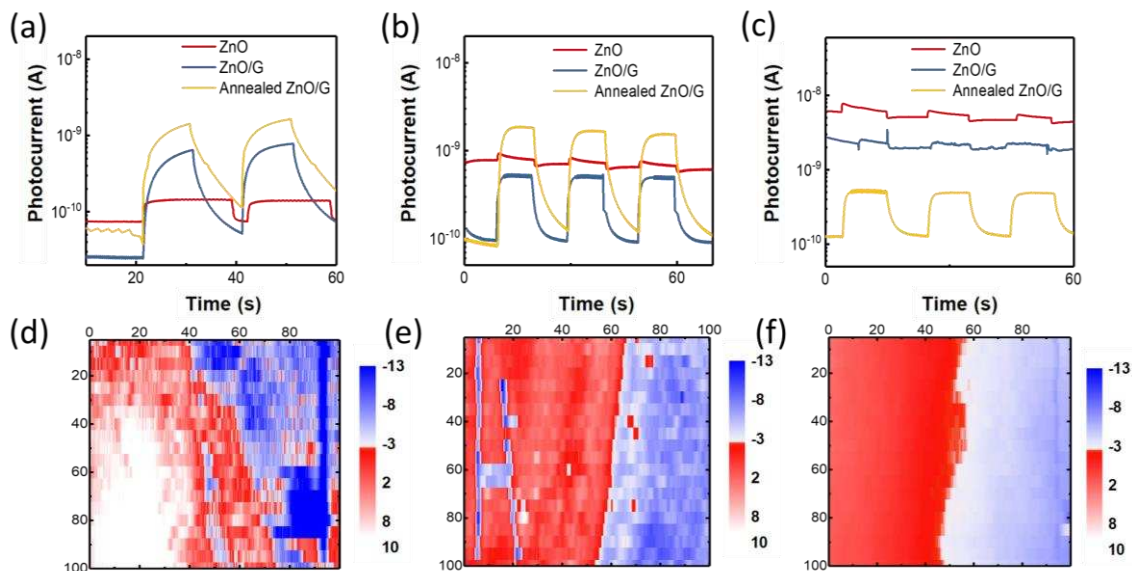 (a)
Photocurrent (A)
10⁻⁸
10⁻⁹
10⁻¹⁰
ZnO
ZnO/G
Annealed ZnO/G
20 40 60
Time (s)
(b)
Photocurrent (A)
10⁻⁸
10⁻⁹
10⁻¹⁰
ZnO
ZnO/G
Annealed ZnO/G
0 60
Time (s)
(c)
Photocurrent (A)
10⁻⁸
10⁻⁹
10⁻¹⁰
ZnO
ZnO/G
Annealed ZnO/G
0 60
Time (s)
(d)
0 20 40 60 80
20
40
60
80
100
-13
-8
-3
2
8
10
(e)
20 40 60 80 100
20
40
60
80
100
-13
-8
-3
2
8
10
(f)
0 20 40 60 80
20
40
60
80
100
-13
-8
-3
2
8
10